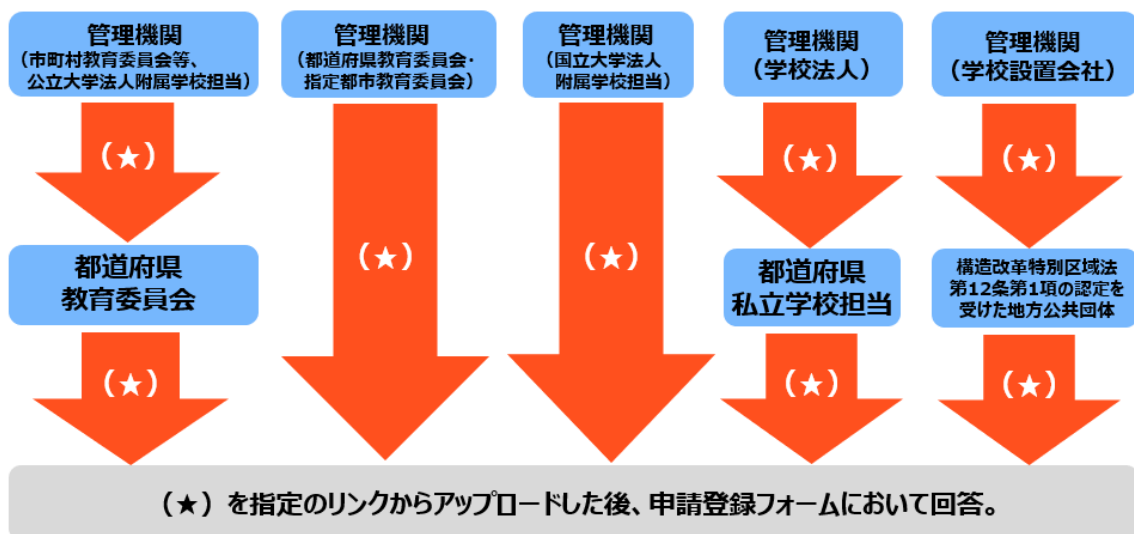 管理機関
（市町村教育委員会等、
公立大学法人附属学校担当）
管理機関
（都道府県教育委員会・
指定都市教育委員会）
管理機関
（国立大学法人
附属学校担当）
管理機関
（学校法人）
管理機関
（学校設置会社）
（★）
（★）
（★）
（★）
（★）
都道府県
教育委員会
都道府県
私立学校担当
構造改革特別区域法
第12条第1項の認定を
受けた地方公共団体
（★）
（★）
（★）
（★）を指定のリンクからアップロードした後、申請登録フォームにおいて回答。